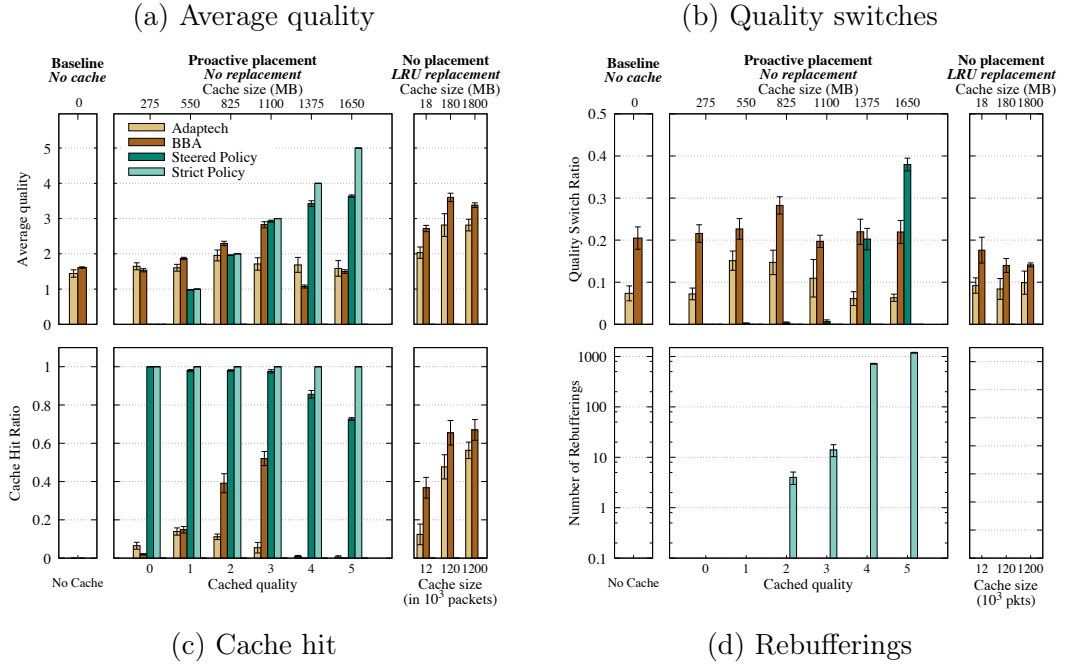 (a) Average quality
(b) Quality switches
Baseline
No cache
Proactive placement
No replacement
Cache size (MB)
No placement
LRU replacement
Cache size (MB)
0
275 550 825 1100 1375 1650
18 180 1800
Adaptech
BBA
Steered Policy
Strict Policy
Average quality
5
4
3
2
1
0
Cache Hit Ratio
1
0.8
0.6
0.4
0.2
0
No Cache
0 1 2 3 4 5
Cached quality
12 120 1200
Cache size
(in 10³ packets)
Baseline
No cache
Proactive placement
No replacement
Cache size (MB)
No placement
LRU replacement
Cache size (MB)
0
275 550 825 1100 1375 1650
18 180 1800
Quality Switch Ratio
0.5
0.4
0.3
0.2
0.1
0
Number of Rebufferings
1000
100
10
1
0.1
No Cache
0 1 2 3 4 5
Cached quality
12 120 1200
Cache size
(10³ pkts)
(c) Cache hit
(d) Rebufferings